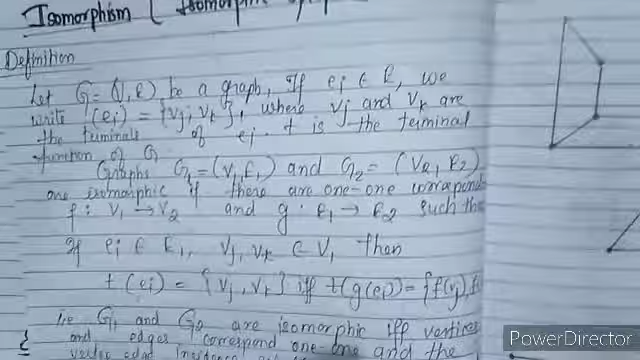 Isomorphism (Isomorphic
Definition
Let G = (V, E) be a graph, If ei ∈ E, we
write t(ei) = {vj, vk}, where vj and vk are
the terminals of ei. t is the terminal
function of G
Graphs G1 = (V1, E1) and G2 = (V2, E2)
are isomorphic if there are one-one
f : V1 → V2 and g : E1 → E2 such
If ei ∈ E1, vj, vk ∈ V1 then
t(ei) = {vj, vk} iff t(g(ei)) = {f(vj),
i.e G1 and G2 are isomorphic iff vertices
and edges correspond one-one and the
edge
PowerDirector